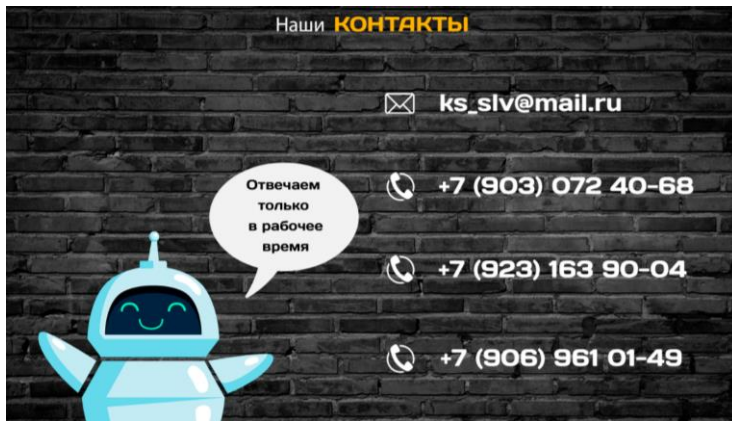 Наши КОНТАКТЫ
ks_slv@mail.ru
+7 (903) 072 40-68
Отвечаем
только
в рабочее
время
+7 (923) 163 90-04
+7 (906) 961 01-49